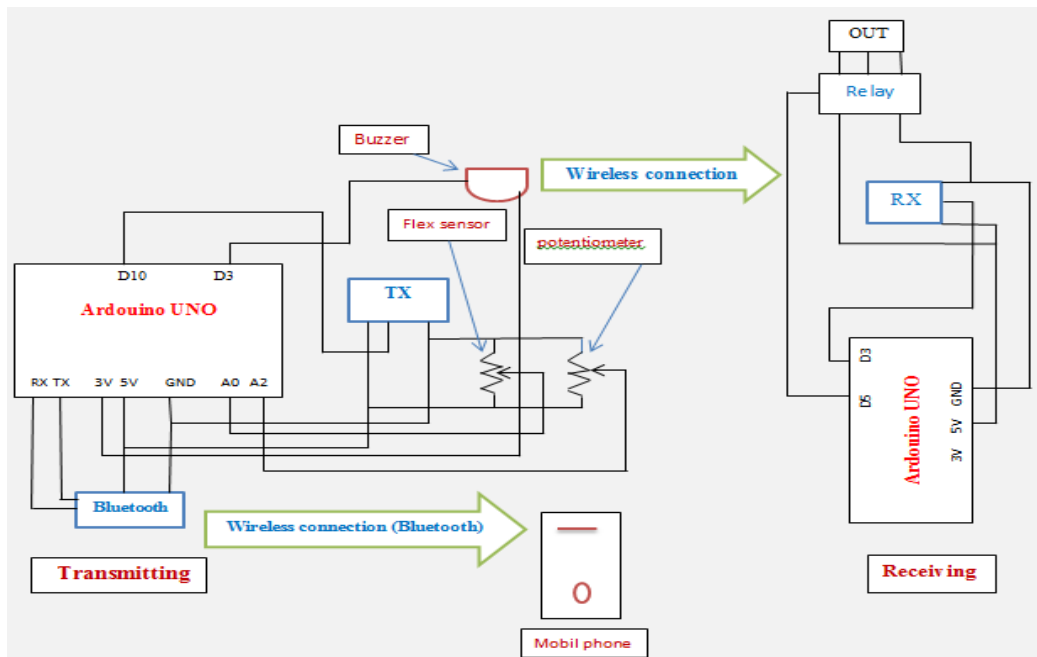 OUT
Relay
Buzzer
Wireless connection
RX
Flex sensor
potentiometer
D10 D3
Ardouino UNO
TX
RX TX 3V 5V GND A0 A2
Bluetooth
Wireless connection (Bluetooth)
Transmitting
Mobil phone
D3
D5
Ardouino UNO
GND
5V
3V
Receiving